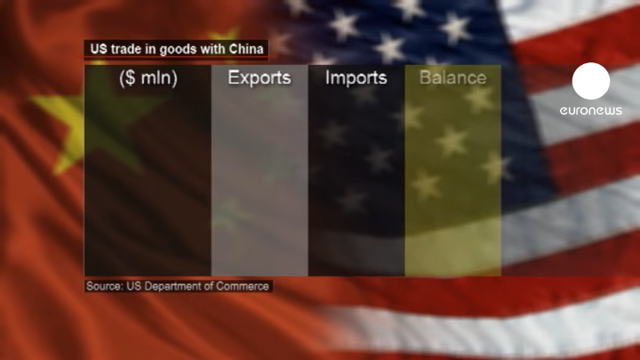 US trade in goods with China
($ mln) Exports Imports Balance
euronews
Source: US Department of Commerce